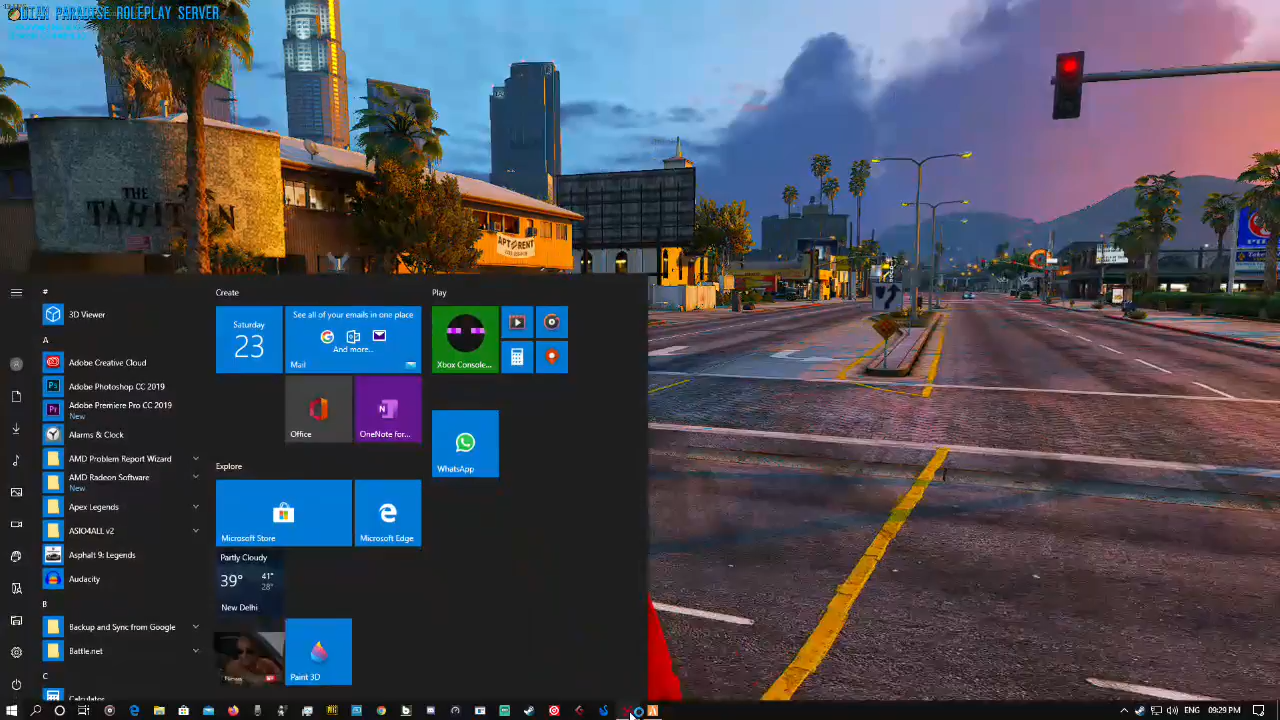 DIAN PARADISE ROLEPLAY SERVER
THE
TAHITIAN
APT RENT
#
3D Viewer
A
Adobe Creative Cloud
Adobe Photoshop CC 2019
Adobe Premiere Pro CC 2019
New
Alarms & Clock
AMD Problem Report Wizard
AMD Radeon Software
New
Apex Legends
ASIO4ALL v2
Asphalt 9: Legends
Audacity
B
Backup and Sync from Google
Battle.net
C
Calculator
Create
Saturday
23
See all of your emails in one place
And more...
Mail
Office
OneNote for...
Explore
Microsoft Store
Microsoft Edge
Partly Cloudy
39°
41°
28°
New Delhi
Paint 3D
Play
Xbox Console...
WhatsApp
09:29 PM